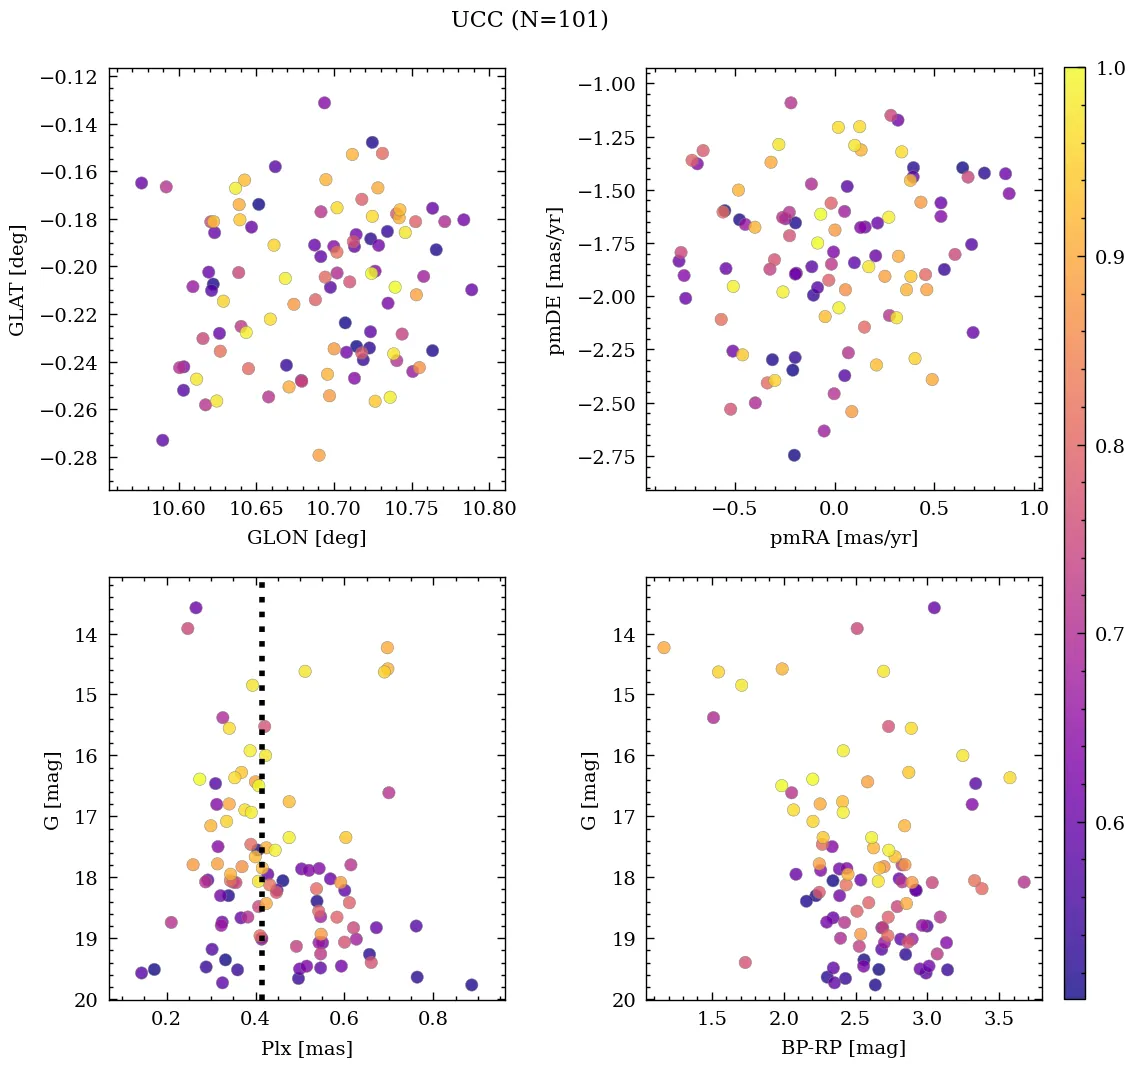 UCC (N=101)
−0.12
−0.14
−0.16
−0.18
−0.20
−0.22
−0.24
−0.26
−0.28
GLAT [deg]
10.60 10.65 10.70 10.75 10.80
GLON [deg]
−1.00
−1.25
−1.50
−1.75
−2.00
−2.25
−2.50
−2.75
pmDE [mas/yr]
−0.5 0.0 0.5 1.0
pmRA [mas/yr]
1.0
0.9
0.8
0.7
0.6
14
15
16
17
18
19
20
G [mag]
0.2 0.4 0.6 0.8
Plx [mas]
14
15
16
17
18
19
20
G [mag]
1.5 2.0 2.5 3.0 3.5
BP-RP [mag]